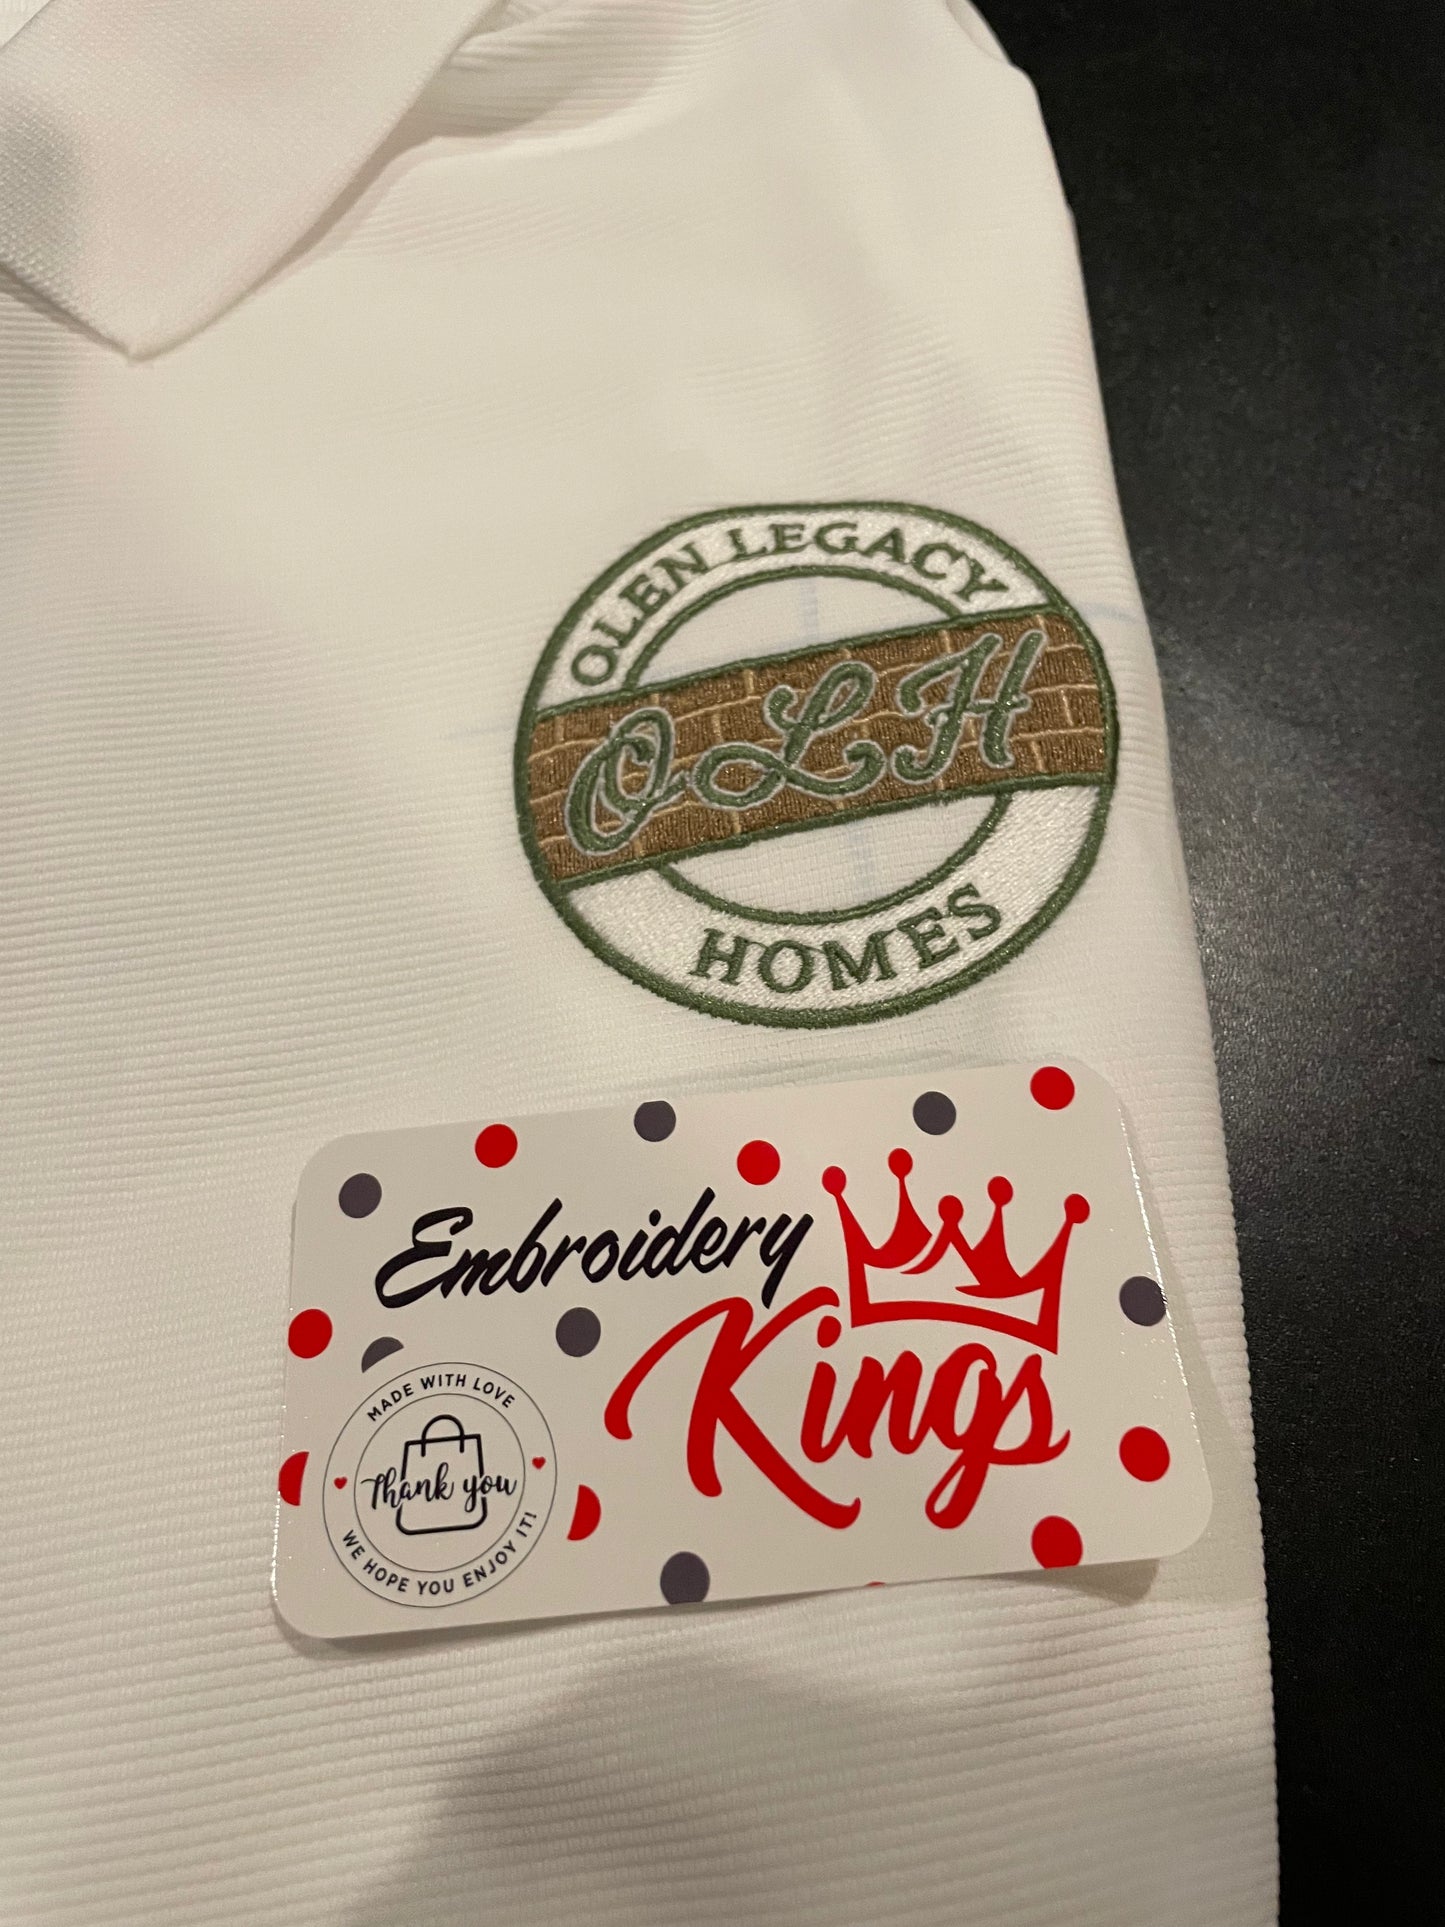 OLEN LEGACY
OLH
HOMES
Embroidery
Kings
MADE WITH LOVE
Thank you
WE HOPE YOU ENJOY IT!